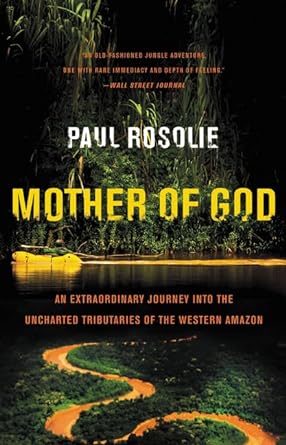 "AN OLD-FASHIONED JUNGLE ADVENTURE,
ONE WITH RARE IMMEDIACY AND DEPTH OF FEELING."
—WALL STREET JOURNAL
PAUL ROSOLIE
MOTHER OF GOD
AN EXTRAORDINARY JOURNEY INTO THE
UNCHARTED TRIBUTARIES OF THE WESTERN AMAZON